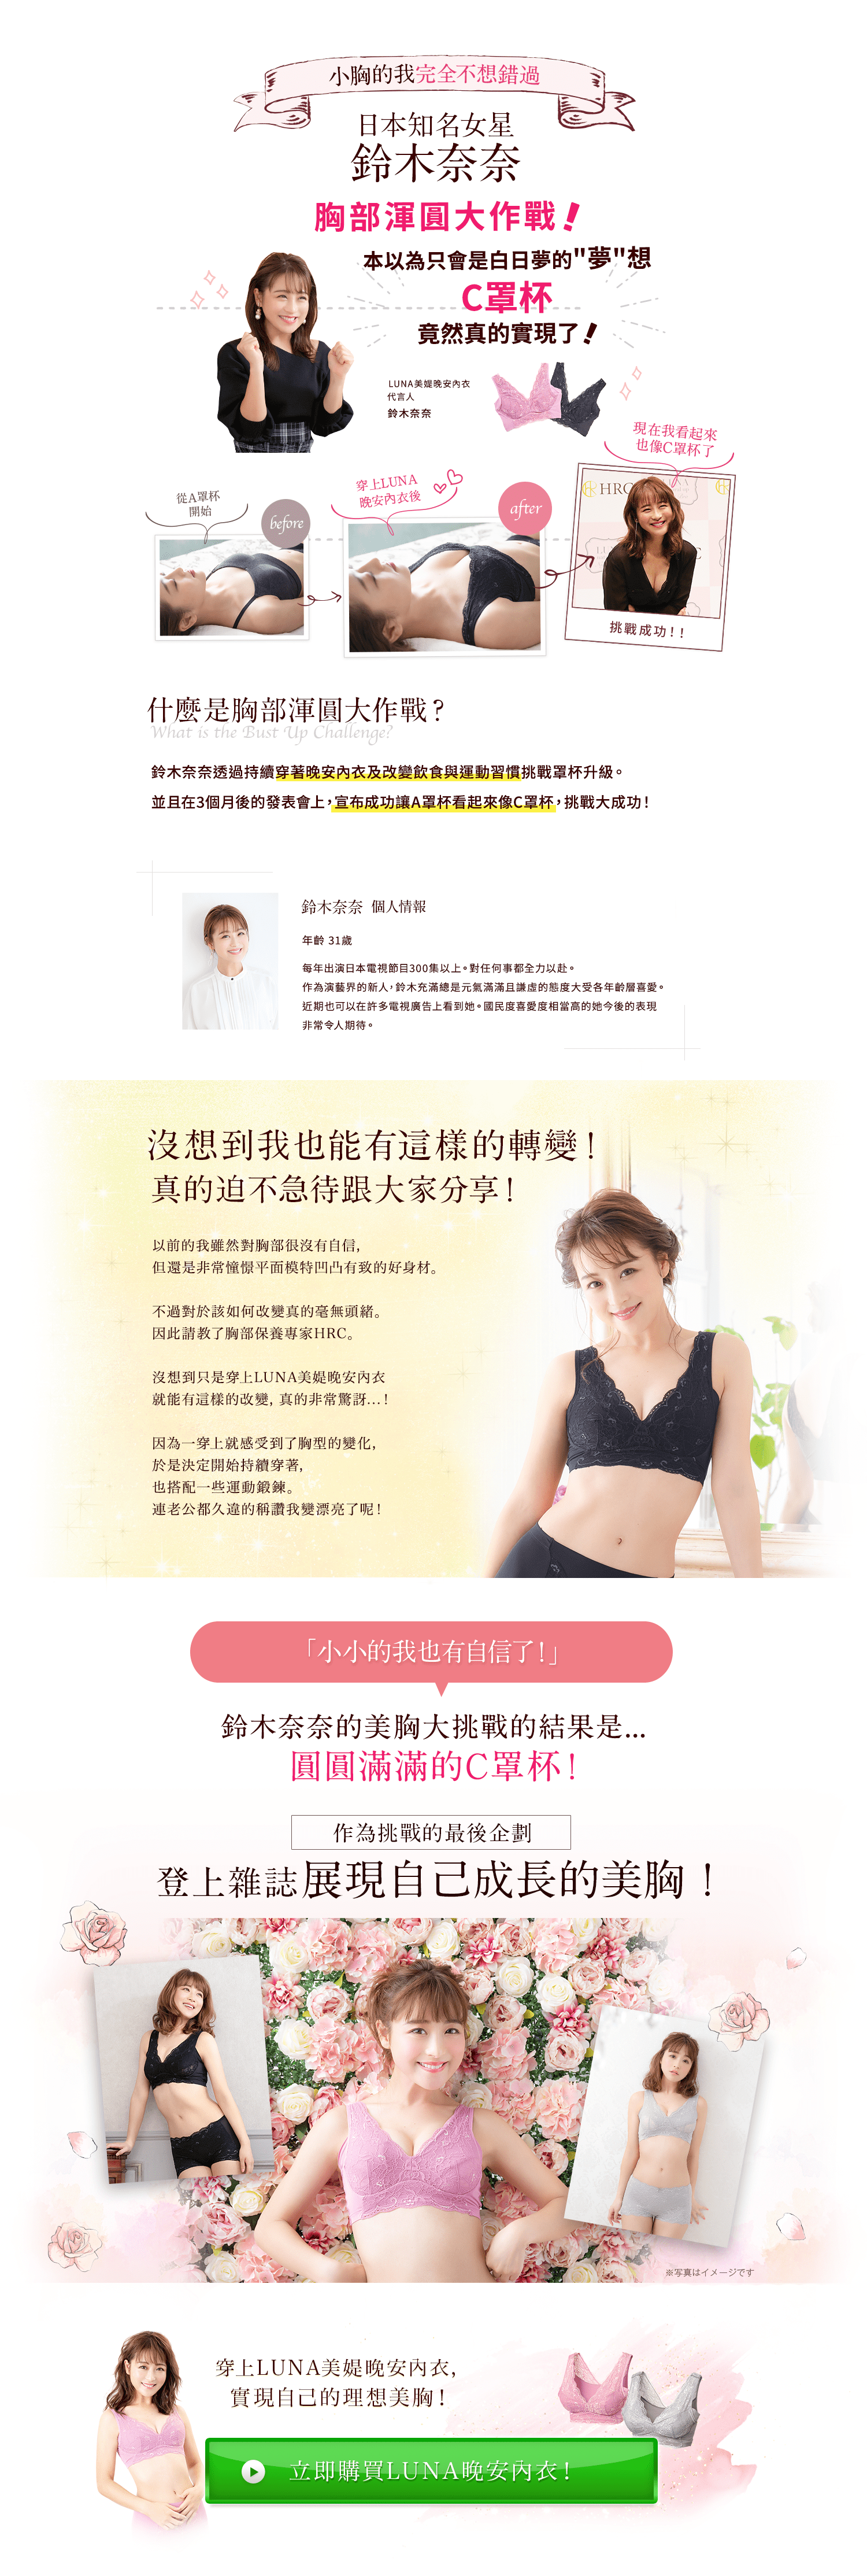 小胸的我完全不想錯過
日本知名女星
鈴木奈奈
胸部渾圓大作戰！
本以為只會是白日夢的"夢"想
C罩杯
竟然真的實現了！
LUNA美媞晚安內衣
代言人
鈴木奈奈
現在我看起來
也像C罩杯了
從A罩杯
開始
before
穿上LUNA
晚安內衣後
after
HRC
挑戰成功！！
什麼是胸部渾圓大作戰？
What is the Bust Up Challenge?
鈴木奈奈透過持續穿著晚安內衣及改變飲食與運動習慣挑戰罩杯升級。
並且在3個月後的發表會上，宣布成功讓A罩杯看起來像C罩杯，挑戰大成功！
鈴木奈奈 個人情報
年齡 31歲
每年出演日本電視節目300集以上。對任何事都全力以赴。
作為演藝界的新人，鈴木充滿總是元氣滿滿且謙虛的態度大受各年齡層喜愛。
近期也可以在許多電視廣告上看到她。國民度喜愛度相當高的她今後的表現
非常令人期待。
沒想到我也能有這樣的轉變！
真的迫不急待跟大家分享！
以前的我雖然對胸部很沒有自信，
但還是非常憧憬平面模特凹凸有致的好身材。
不過對於該如何改變真的毫無頭緒。
因此請教了胸部保養專家HRC。
沒想到只是穿上LUNA美媞晚安內衣
就能有這樣的改變，真的非常驚訝...！
因為一穿上就感受到了胸型的變化，
於是決定開始持續穿著，
也搭配一些運動鍛鍊。
連老公都久違的稱讚我變漂亮了呢！
「小小的我也有自信了！」
鈴木奈奈的美胸大挑戰的結果是...
圓圓滿滿的C罩杯！
作為挑戰的最後企劃
登上雜誌展現自己成長的美胸！
※写真はイメージです
穿上LUNA美媞晚安內衣，
實現自己的理想美胸！
立即購買LUNA晚安內衣！